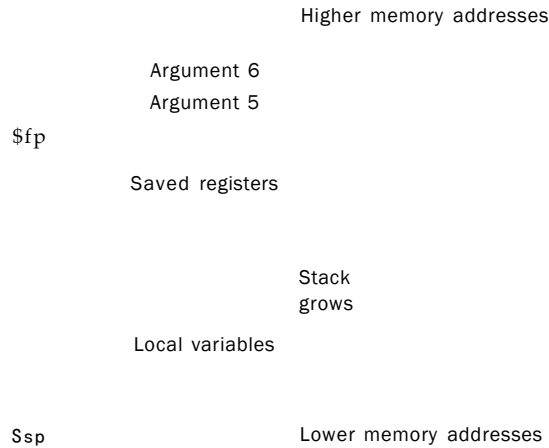 Higher memory addresses
Argument 6
Argument 5
$fp
Saved registers
Stack
grows
Local variables
Ssp
Lower memory addresses